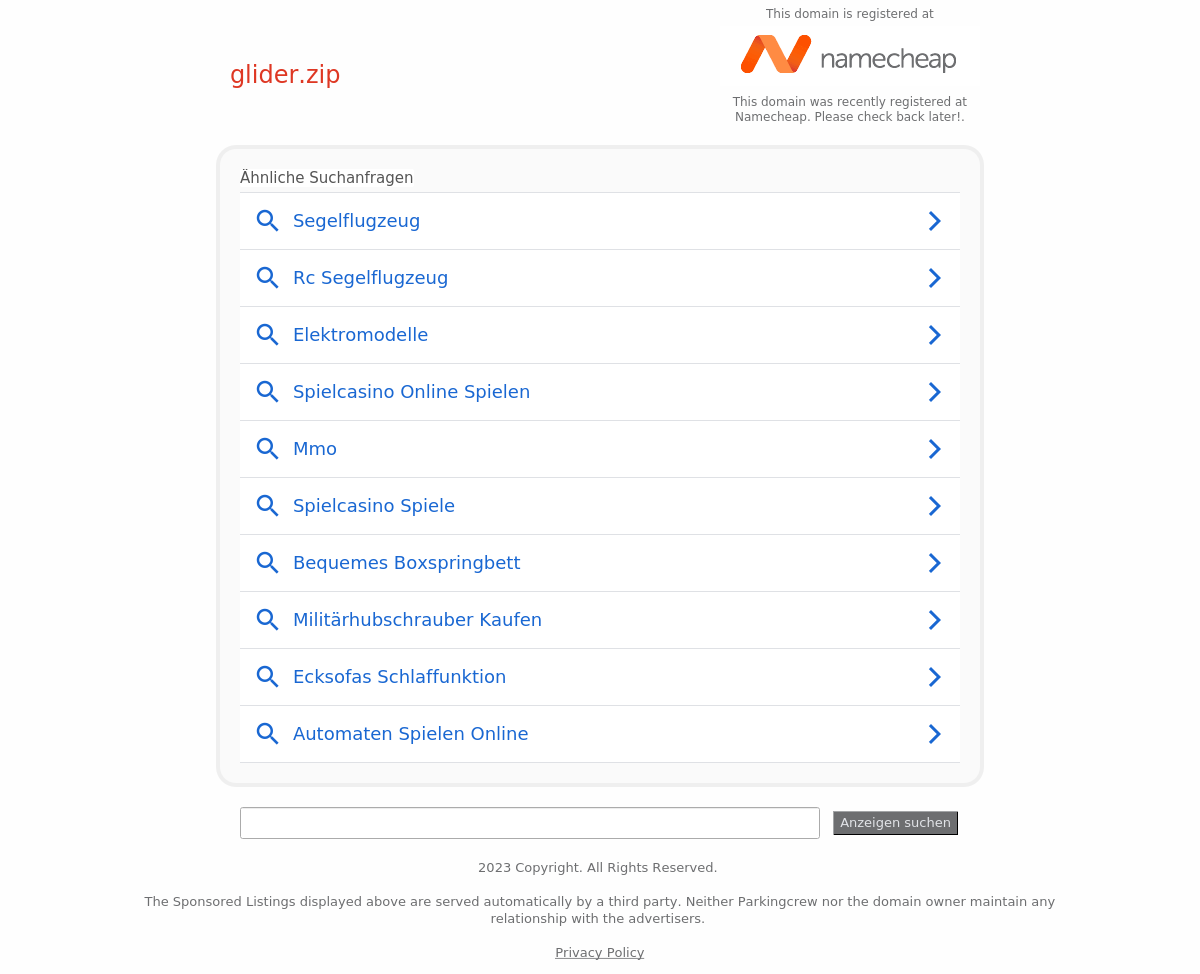 This domain is registered at
namecheap
glider.zip
This domain was recently registered at
Namecheap. Please check back later!.
Ähnliche Suchanfragen
Segelflugzeug
Rc Segelflugzeug
Elektromodelle
Spielcasino Online Spielen
Mmo
Spielcasino Spiele
Bequemes Boxspringbett
Militärhubschrauber Kaufen
Ecksofas Schlaffunktion
Automaten Spielen Online
Anzeigen suchen
2023 Copyright. All Rights Reserved.
The Sponsored Listings displayed above are served automatically by a third party. Neither Parkingcrew nor the domain owner maintain any
relationship with the advertisers.
Privacy Policy